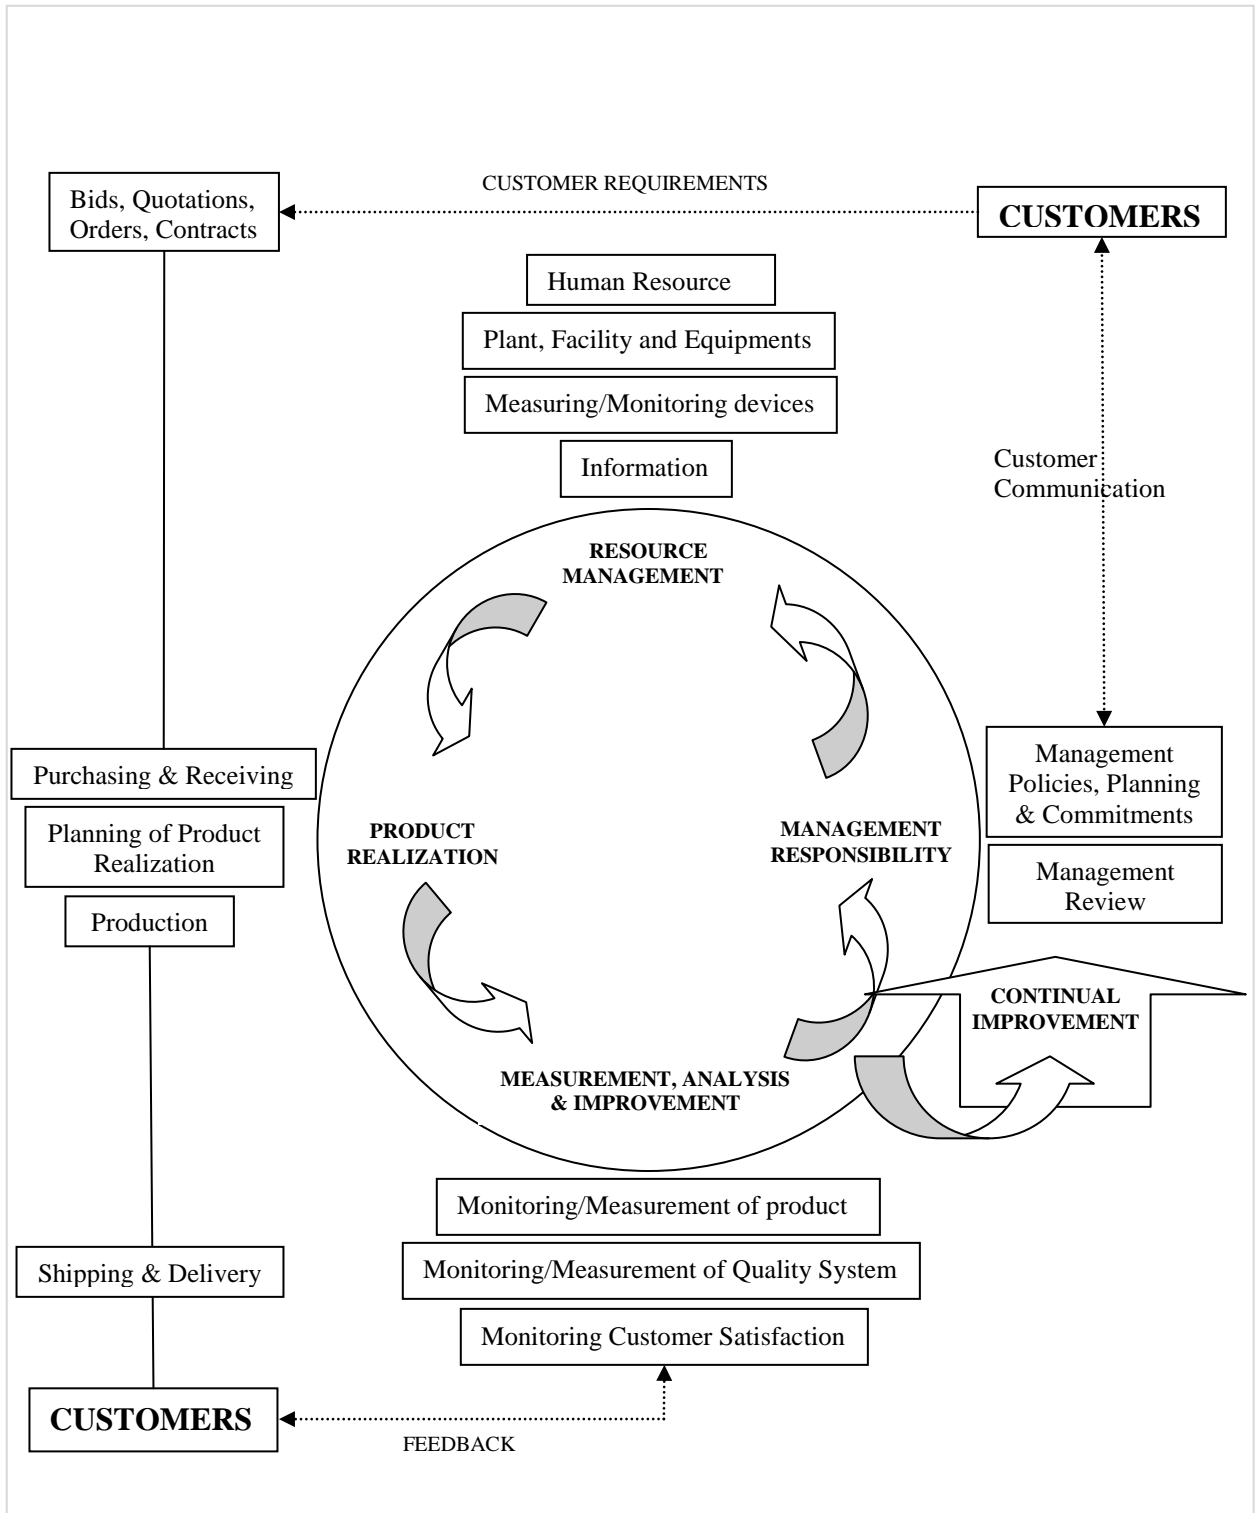 CUSTOMER REQUIREMENTS
Bids, Quotations,
Orders, Contracts
CUSTOMERS
Human Resource
Plant, Facility and Equipments
Measuring/Monitoring devices
Information
Customer
Communication
RESOURCE
MANAGEMENT
Purchasing & Receiving
Planning of Product
Realization
Production
PRODUCT
REALIZATION
MANAGEMENT
RESPONSIBILITY
Management
Policies, Planning
& Commitments
Management
Review
CONTINUAL
IMPROVEMENT
MEASUREMENT, ANALYSIS
& IMPROVEMENT
Monitoring/Measurement of product
Shipping & Delivery
Monitoring/Measurement of Quality System
Monitoring Customer Satisfaction
CUSTOMERS
FEEDBACK